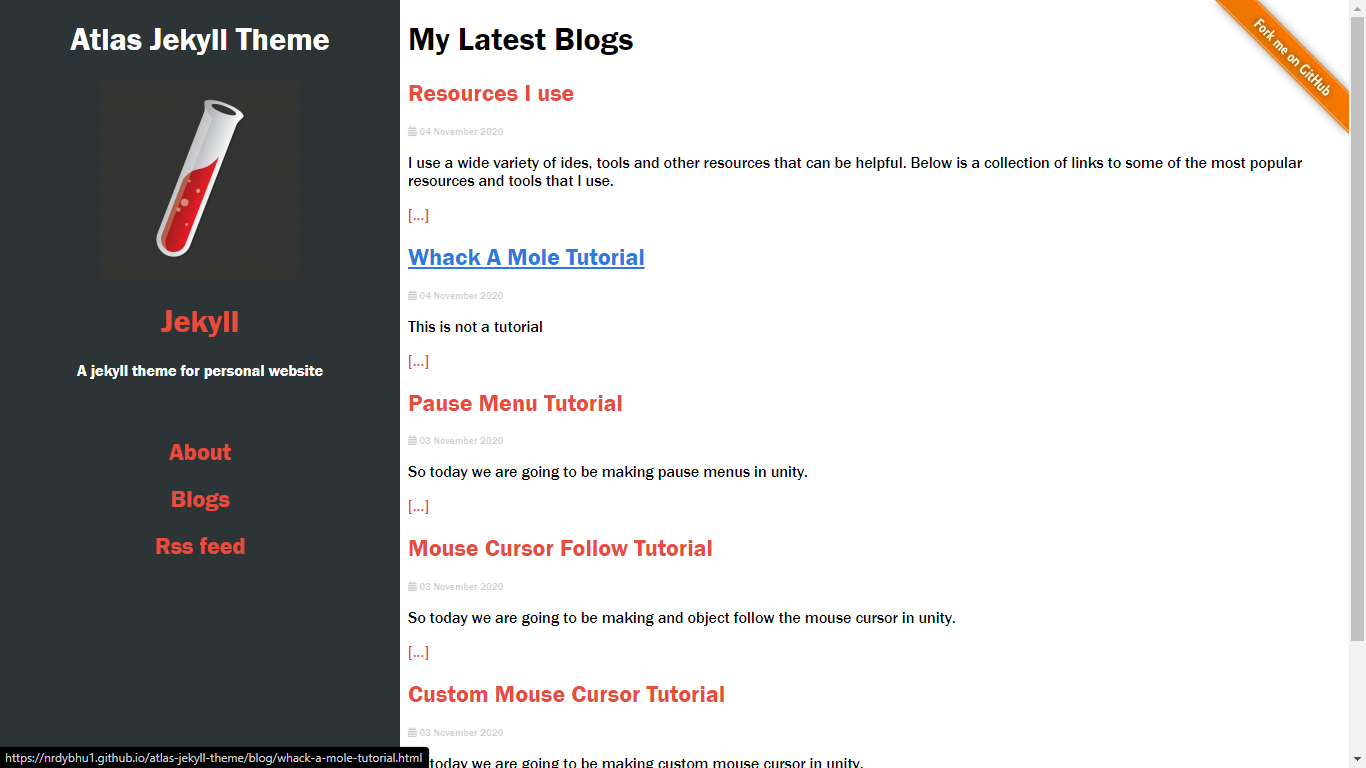 Atlas Jekyll Theme
Jekyll
A jekyll theme for personal website
About
Blogs
Rss feed
My Latest Blogs
Resources I use
04 November 2020
I use a wide variety of ides, tools and other resources that can be helpful. Below is a collection of links to some of the most popular
resources and tools that I use.
[...]
Whack A Mole Tutorial
04 November 2020
This is not a tutorial
[...]
Pause Menu Tutorial
03 November 2020
So today we are going to be making pause menus in unity.
[...]
Mouse Cursor Follow Tutorial
03 November 2020
So today we are going to be making and object follow the mouse cursor in unity.
[...]
Custom Mouse Cursor Tutorial
03 November 2020
today we are going to be making custom mouse cursor in unity.
Fork me on GitHub
https://nrdybhu1.github.io/atlas-jekyll-theme/blog/whack-a-mole-tutorial.html